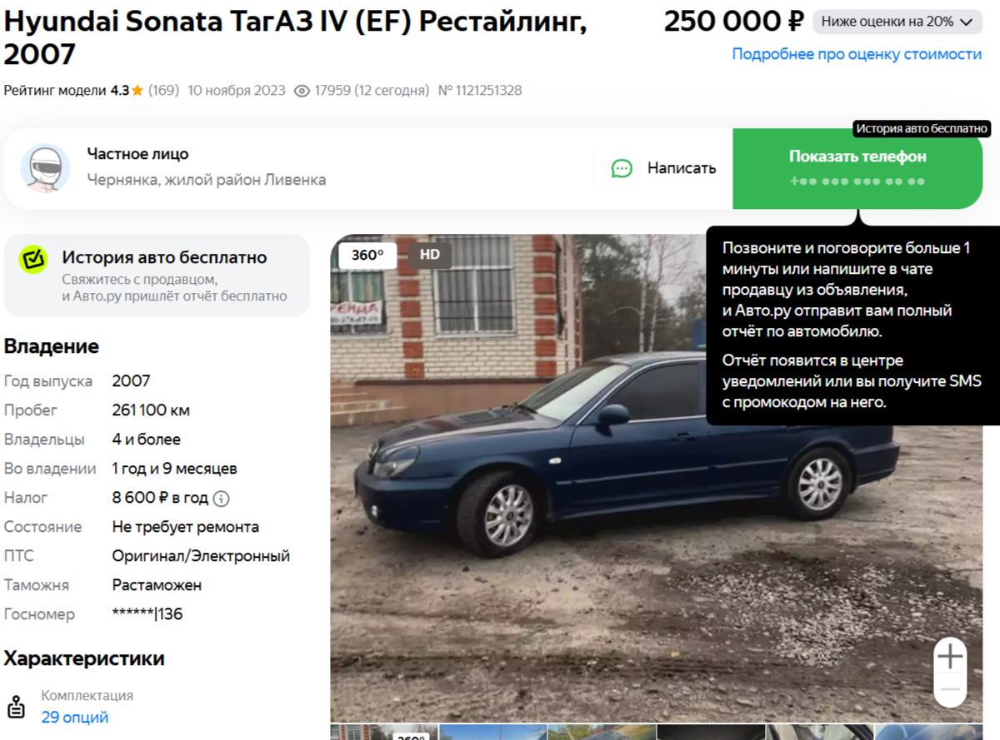 Hyundai Sonata ТагАЗ IV (EF) Рестайлинг,
2007
250 000 ₽ Ниже оценки на 20%
Подробнее про оценку стоимости
Рейтинг модели 4.3 (169) 10 ноября 2023 17959 (12 сегодня) № 1121251328
История авто бесплатно
Частное лицо
Чернянка, жилой район Ливенка
Написать
Показать телефон
История авто бесплатно
Свяжитесь с продавцом,
и Авто.ру пришлёт отчёт бесплатно
360° HD
Позвоните и поговорите больше 1
минуты или напишите в чате
продавцу из объявления,
и Авто.ру отправит вам полный
отчёт по автомобилю.
Отчёт появится в центре
уведомлений или вы получите SMS
с промокодом на него.
Владение
Год выпуска 2007
Пробег 261 100 км
Владельцы 4 и более
Во владении 1 год и 9 месяцев
Налог 8 600 ₽ в год
Состояние Не требует ремонта
ПТС Оригинал/Электронный
Таможня Растаможен
Госномер ******|136
Характеристики
Комплектация
29 опций
360°